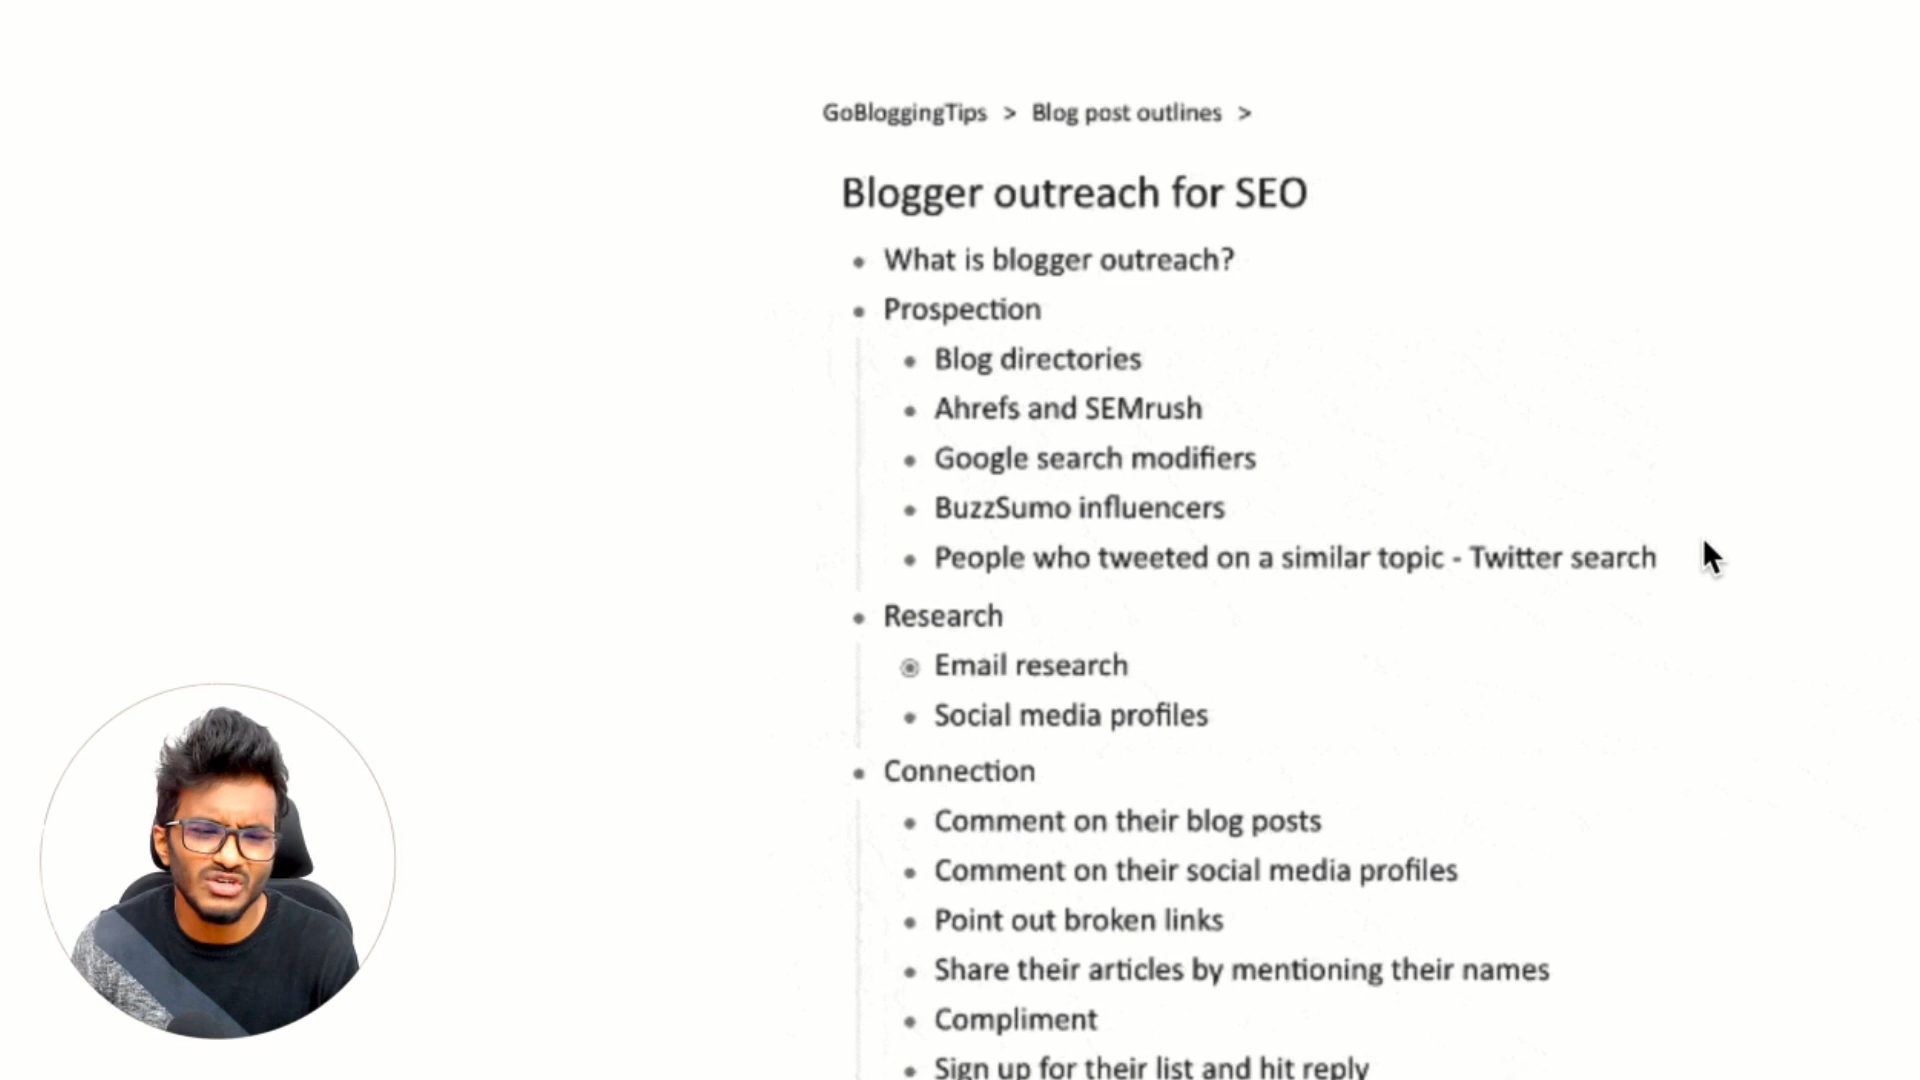 GoBloggingTips > Blog post outlines >
Blogger outreach for SEO
What is blogger outreach?
Prospection
Blog directories
Ahrefs and SEMrush
Google search modifiers
BuzzSumo influencers
People who tweeted on a similar topic - Twitter search
Research
Email research
Social media profiles
Connection
Comment on their blog posts
Comment on their social media profiles
Point out broken links
Share their articles by mentioning their names
Compliment
Sign up for their list and hit reply